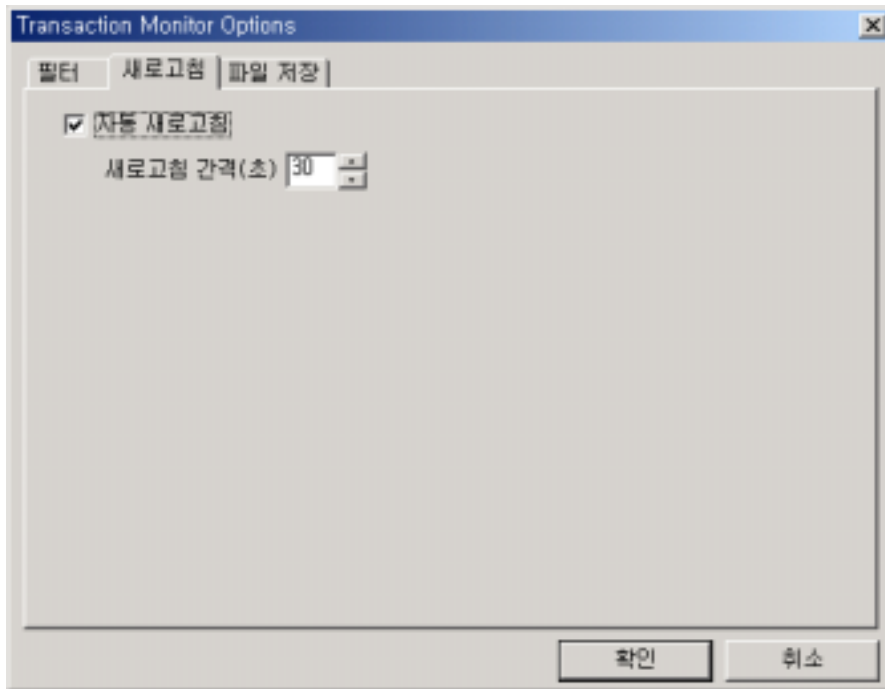 Transaction Monitor Options
필터 새로고침 파일 저장
자동 새로고침
새로고침 간격(초) 30
확인 취소